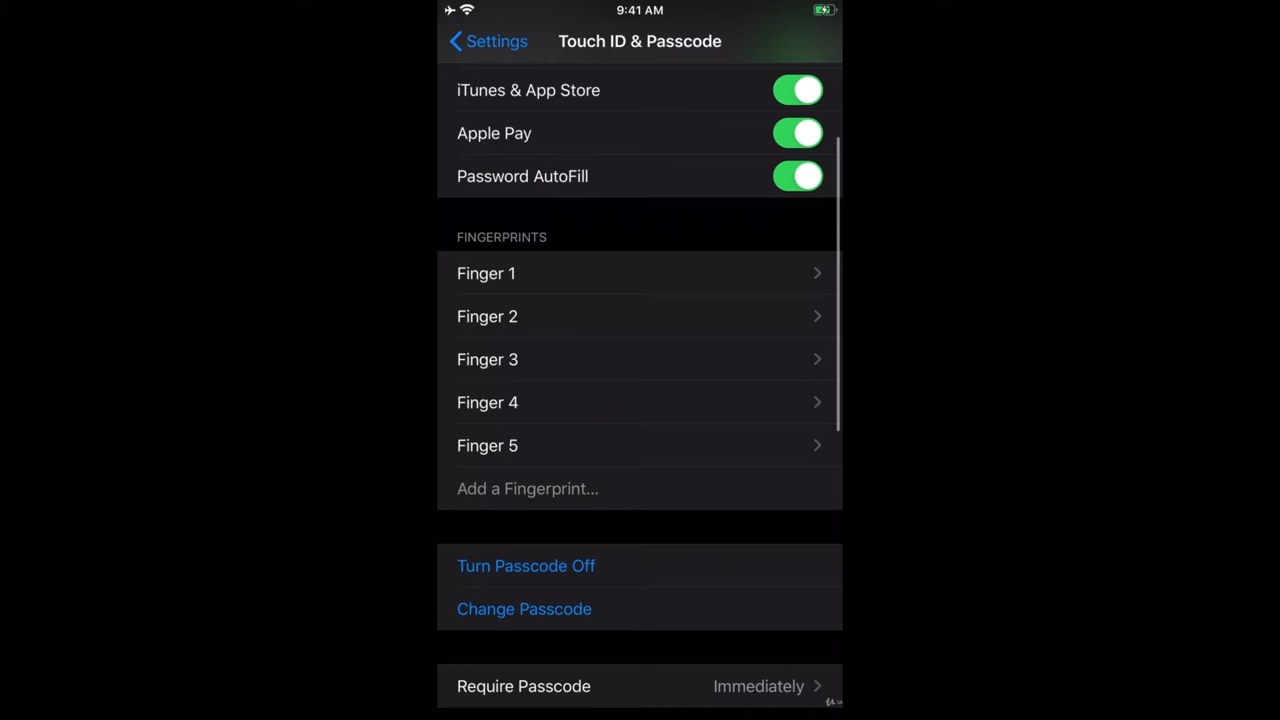 9:41 AM
Settings
Touch ID & Passcode
iTunes & App Store
Apple Pay
Password AutoFill
FINGERPRINTS
Finger 1
Finger 2
Finger 3
Finger 4
Finger 5
Add a Fingerprint...
Turn Passcode Off
Change Passcode
Require Passcode Immediately